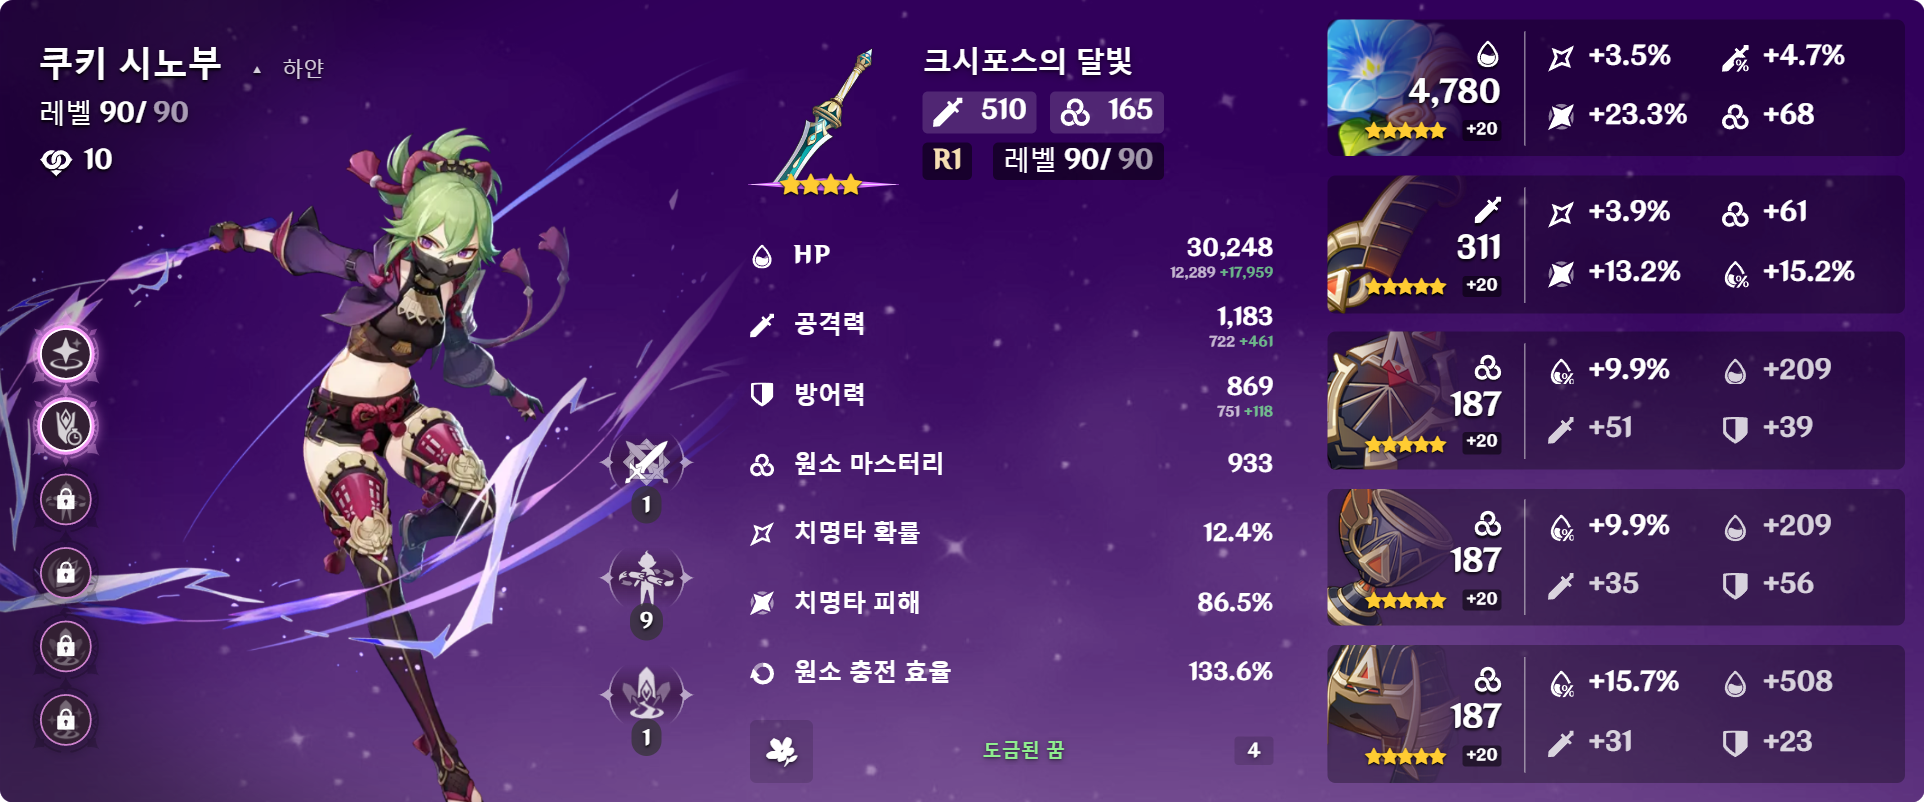 쿠키 시노부 ▲ 하얀
레벨 90/ 90
10
1
9
1
크시포스의 달빛
510 165
R1 레벨 90/ 90
HP 30,248
12,289 +17,959
공격력 1,183
722 +461
방어력 869
751 +118
원소 마스터리 933
치명타 확률 12.4%
치명타 피해 86.5%
원소 충전 효율 133.6%
도금된 꿈 4
4,780
+20
+3.5% +4.7%
+23.3% +68
311
+20
+3.9% +61
+13.2% +15.2%
187
+20
+9.9% +209
+51 +39
187
+20
+9.9% +209
+35 +56
187
+20
+15.7% +508
+31 +23